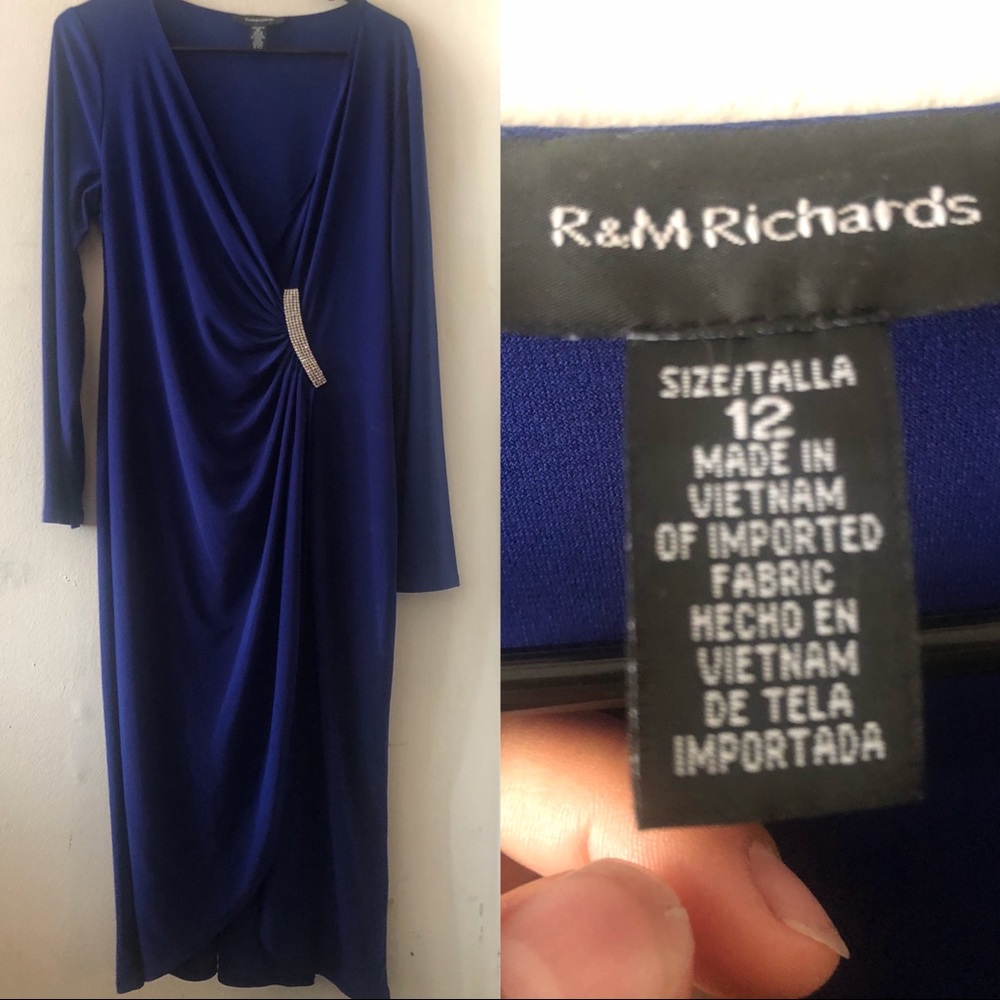 R&M Richards
SIZE/TALLA
12
MADE IN
VIETNAM
OF IMPORTED
FABRIC
HECHO EN
VIETNAM
DE TELA
IMPORTADA